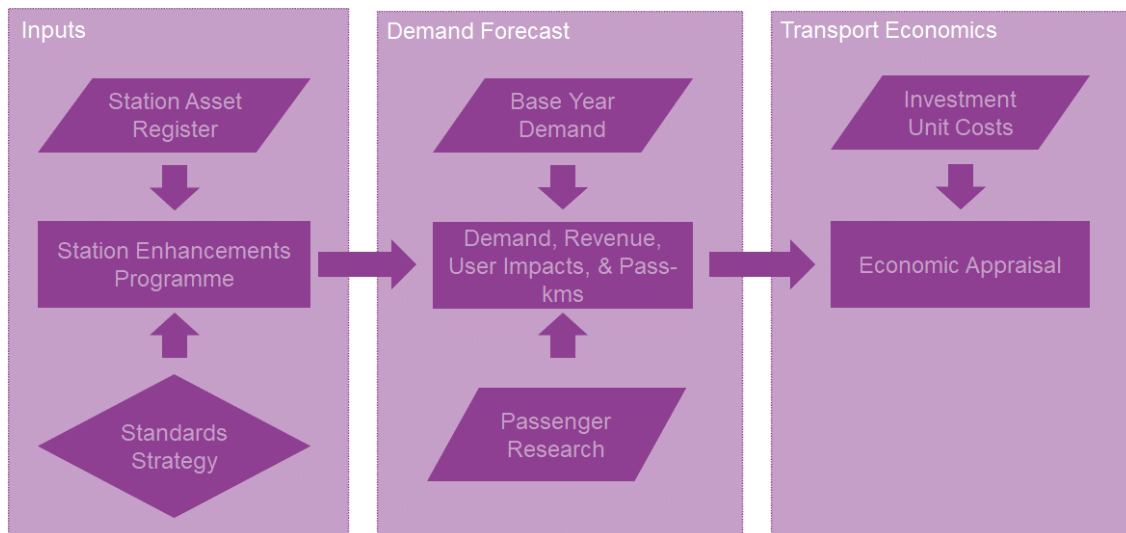 Inputs
Station Asset
Register
Station Enhancements
Programme
Standards
Strategy
Demand Forecast
Base Year
Demand
Demand, Revenue,
User Impacts, & Pass-
kms
Passenger
Research
Transport Economics
Investment
Unit Costs
Economic Appraisal